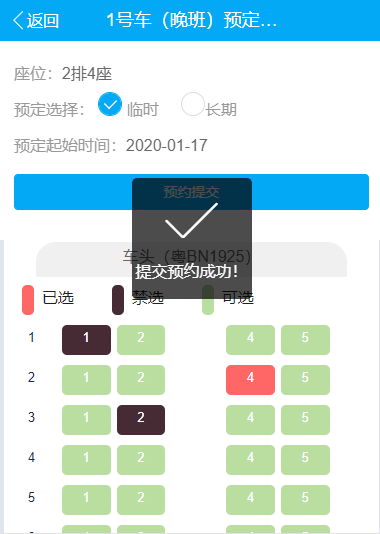 返回 1号车（晚班）预定...
座位：2排4座
预定选择： 临时 长期
预定起始时间：2020-01-17
预约提交
车头（粤BN1925）
提交预约成功！
已选 禁选 可选
1 1 2 4 5
2 1 2 4 5
3 1 2 4 5
4 1 2 4 5
5 1 2 4 5